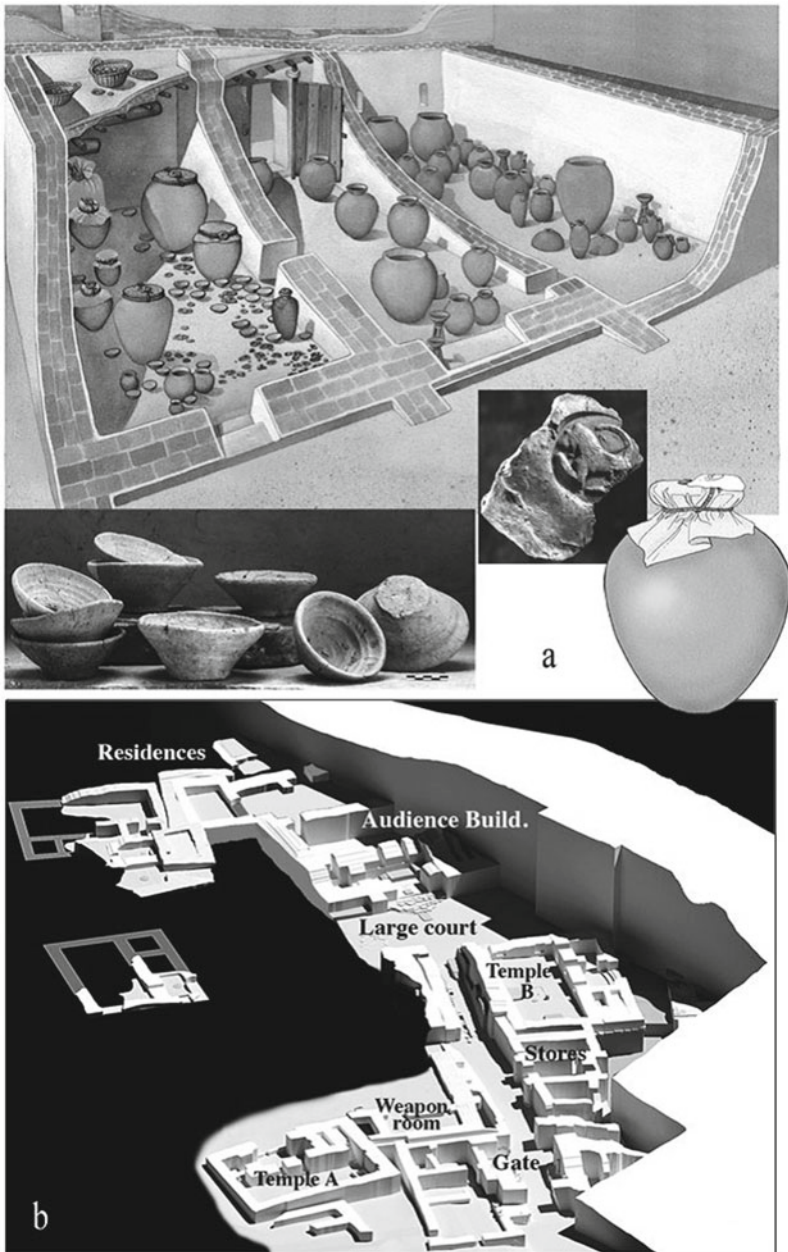 a
Residences
Audience Build.
Large court
Temple
B
Stores
Weapon
room
Gate
Temple A
b